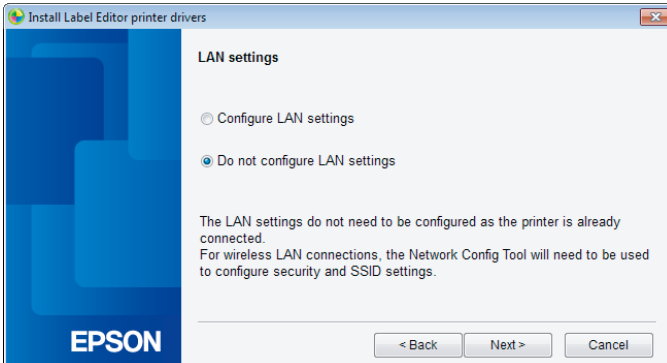 Install Label Editor printer drivers
LAN settings
Configure LAN settings
Do not configure LAN settings
The LAN settings do not need to be configured as the printer is already
connected.
For wireless LAN connections, the Network Config Tool will need to be used
to configure security and SSID settings.
EPSON
< Back
Next >
Cancel